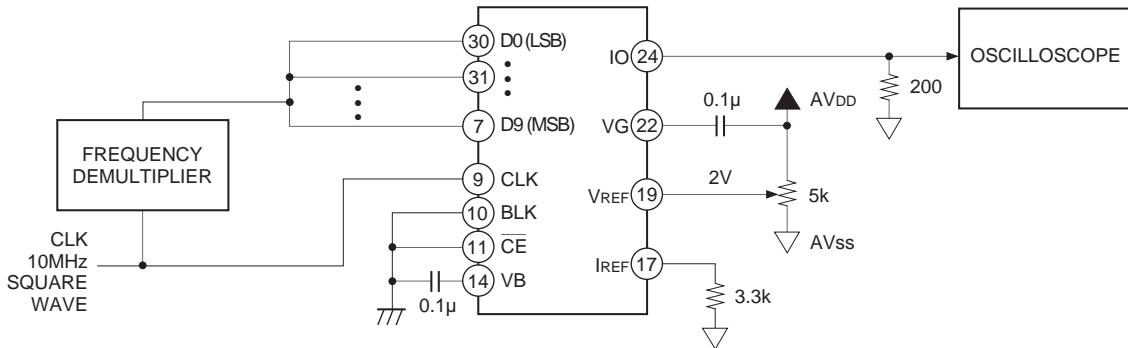 30 D0 (LSB)
31
7 D9 (MSB)
9 CLK
10 BLK
11 CE
14 VB
0.1μ
FREQUENCY
DEMULTIPLIER
CLK
10MHz
SQUARE
WAVE
IO 24
VG 22
VREF 19
IREF 17
0.1μ
AVDD
2V
5k
AVss
3.3k
200
OSCILLOSCOPE